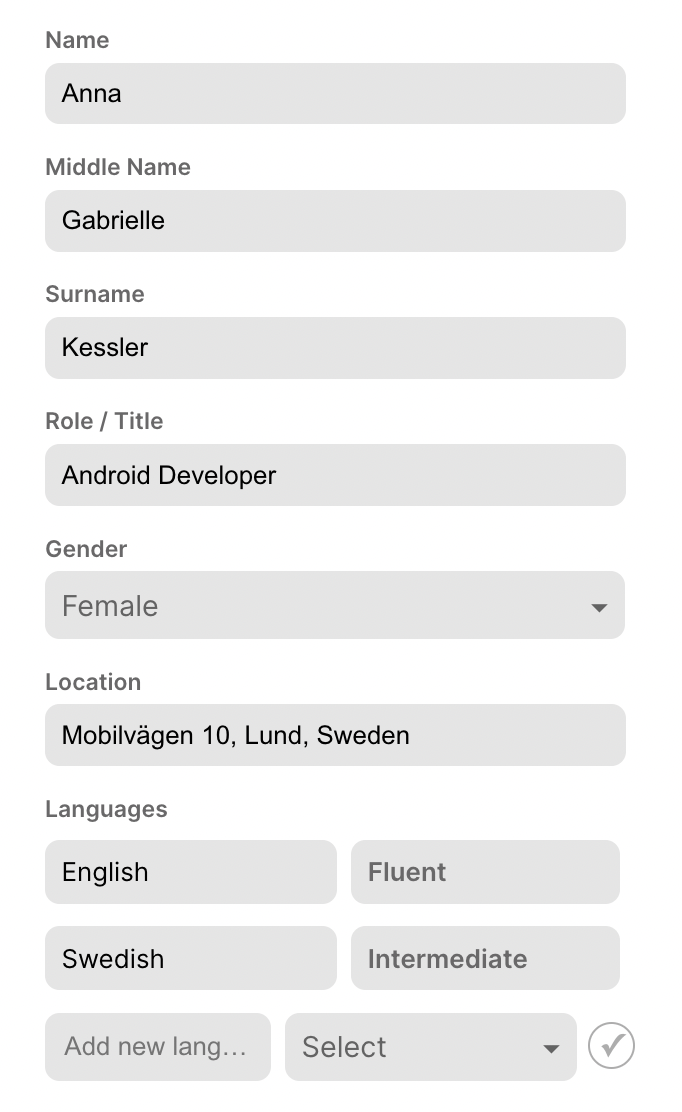 Name
Anna
Middle Name
Gabrielle
Surname
Kessler
Role / Title
Android Developer
Gender
Female
Location
Mobilvägen 10, Lund, Sweden
Languages
English Fluent
Swedish Intermediate
Add new lang... Select